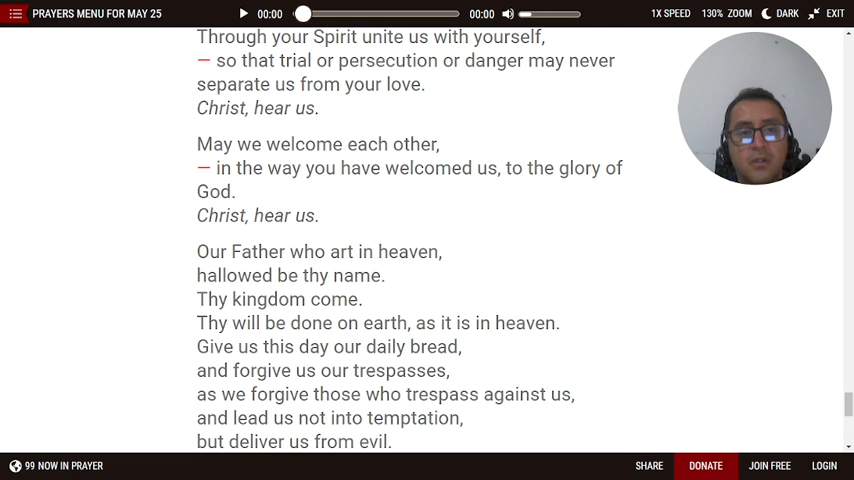 PRAYERS MENU FOR MAY 25 00:00 00:00 1X SPEED 130% ZOOM DARK EXIT
Through your Spirit unite us with yourself,
— so that trial or persecution or danger may never
separate us from your love.
Christ, hear us.
May we welcome each other,
— in the way you have welcomed us, to the glory of
God.
Christ, hear us.
Our Father who art in heaven,
hallowed be thy name.
Thy kingdom come.
Thy will be done on earth, as it is in heaven.
Give us this day our daily bread,
and forgive us our trespasses,
as we forgive those who trespass against us,
and lead us not into temptation,
but deliver us from evil.
99 NOW IN PRAYER SHARE DONATE JOIN FREE LOGIN